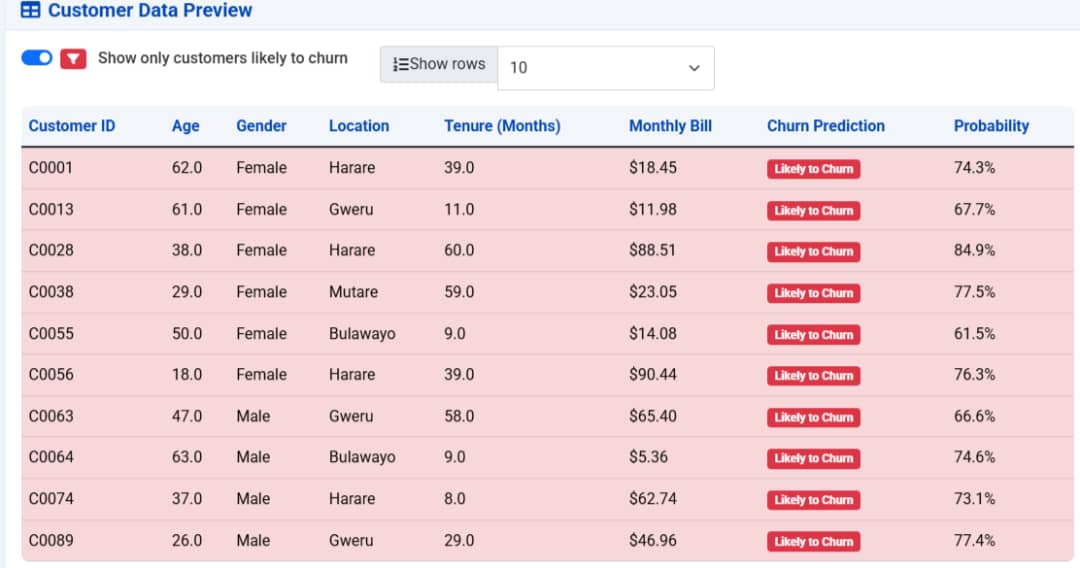 Customer Data Preview
Show only customers likely to churn Show rows 10
Customer ID Age Gender Location Tenure (Months) Monthly Bill Churn Prediction Probability
C0001 62.0 Female Harare 39.0 $18.45 Likely to Churn 74.3%
C0013 61.0 Female Gweru 11.0 $11.98 Likely to Churn 67.7%
C0028 38.0 Female Harare 60.0 $88.51 Likely to Churn 84.9%
C0038 29.0 Female Mutare 59.0 $23.05 Likely to Churn 77.5%
C0055 50.0 Female Bulawayo 9.0 $14.08 Likely to Churn 61.5%
C0056 18.0 Female Harare 39.0 $90.44 Likely to Churn 76.3%
C0063 47.0 Male Gweru 58.0 $65.40 Likely to Churn 66.6%
C0064 63.0 Male Bulawayo 9.0 $5.36 Likely to Churn 74.6%
C0074 37.0 Male Harare 8.0 $62.74 Likely to Churn 73.1%
C0089 26.0 Male Gweru 29.0 $46.96 Likely to Churn 77.4%